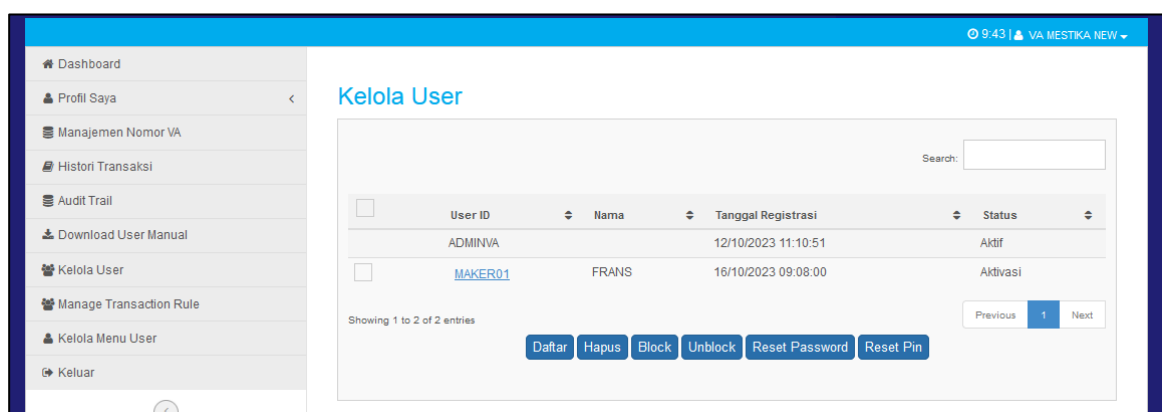 9:43 | VA MESTIKA NEW
Dashboard
Profil Saya
Manajemen Nomor VA
Histori Transaksi
Audit Trail
Download User Manual
Kelola User
Manage Transaction Rule
Kelola Menu User
Keluar
Kelola User
Search:
User ID Nama Tanggal Registrasi Status
ADMINVA 12/10/2023 11:10:51 Aktif
MAKER01 FRANS 16/10/2023 09:08:00 Aktivasi
Showing 1 to 2 of 2 entries
Previous 1 Next
Daftar Hapus Block Unblock Reset Password Reset Pin